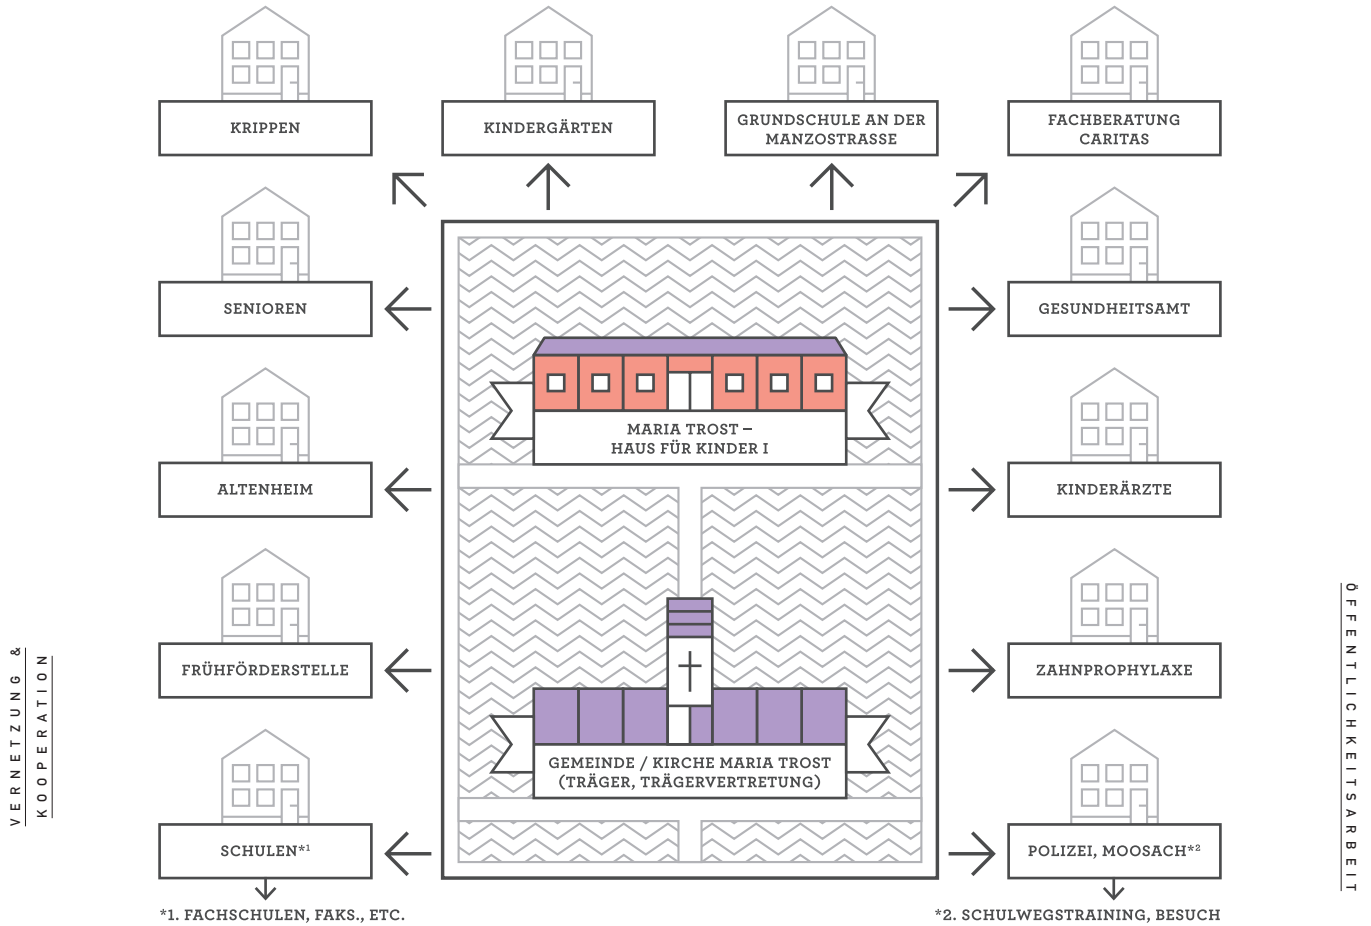 KRIPPEN
KINDERGÄRTEN
GRUNDSCHULE AN DER
MANZOSTRASSE
FACHBERATUNG
CARITAS
SENIOREN
GESUNDHEITSAMT
MARIA TROST –
HAUS FÜR KINDER I
ALTENHEIM
KINDERÄRZTE
FRÜHFÖRDERSTELLE
ZAHNPROPHYLAXE
GEMEINDE / KIRCHE MARIA TROST
(TRÄGER, TRÄGERVERTRETUNG)
SCHULEN*1
POLIZEI, MOOSACH*2
*1. FACHSCHULEN, FAKS., ETC.
*2. SCHULWEGSTRAINING, BESUCH
VERNETZUNG &
KOOPERATION
ÖFFENTLICHKEITSARBEIT